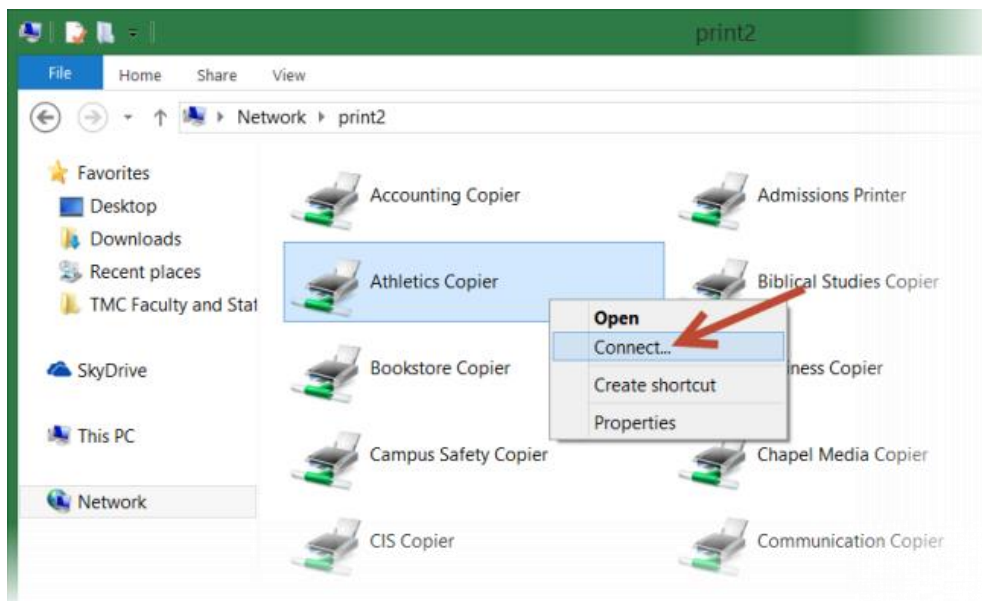 print2
File Home Share View
Network print2
Favorites
Desktop
Downloads
Recent places
TMC Faculty and Staf
SkyDrive
This PC
Network
Accounting Copier Admissions Printer
Athletics Copier Biblical Studies Copier
Open
Connect...
Bookstore Copier iness Copier
Create shortcut
Properties
Campus Safety Copier Chapel Media Copier
CIS Copier Communication Copier